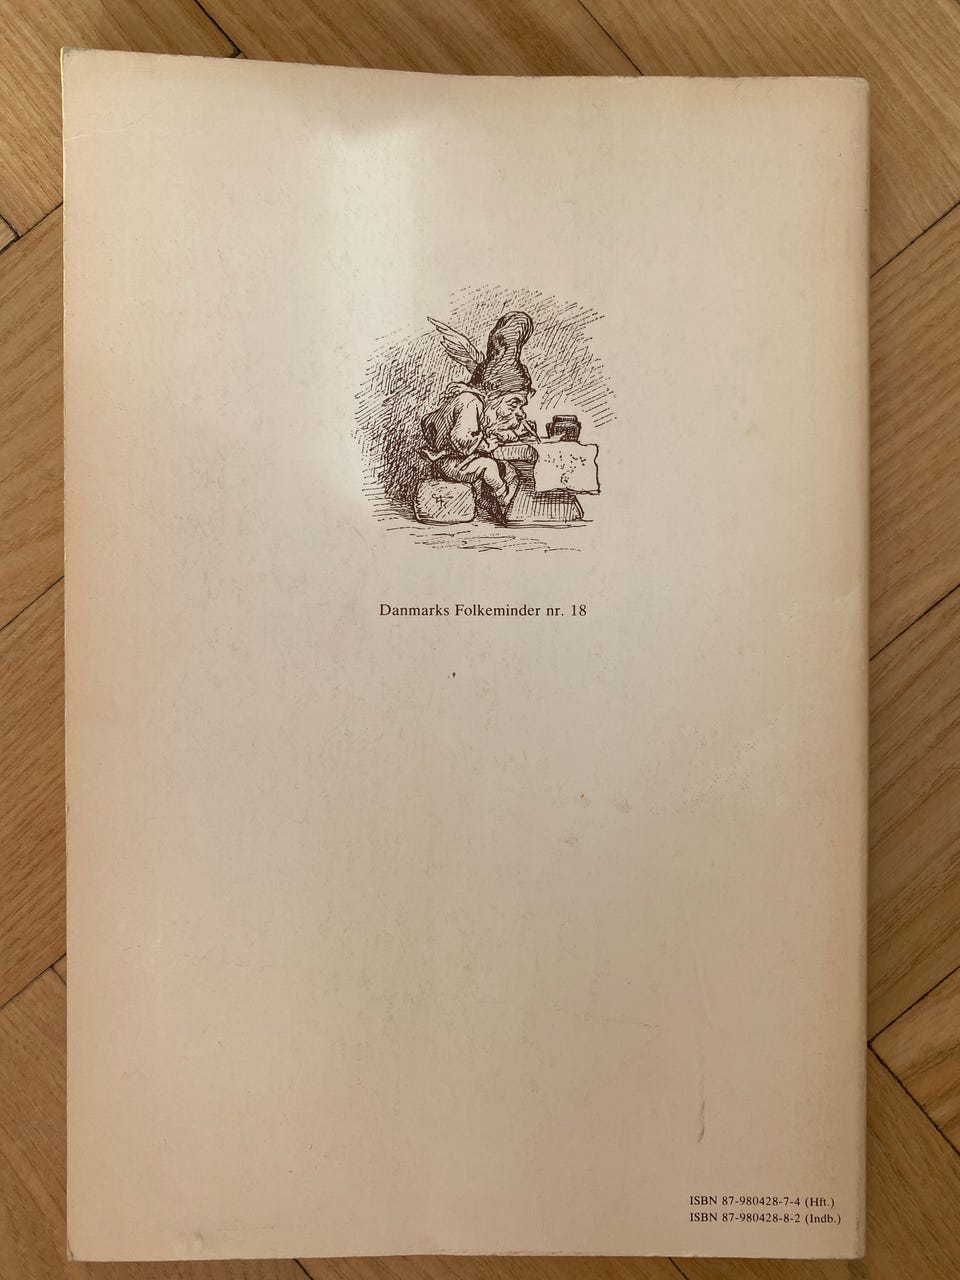 Danmarks Folkeminder nr. 18
ISBN 87-980428-7-4 (Hft.)
ISBN 87-980428-8-2 (Indb.)